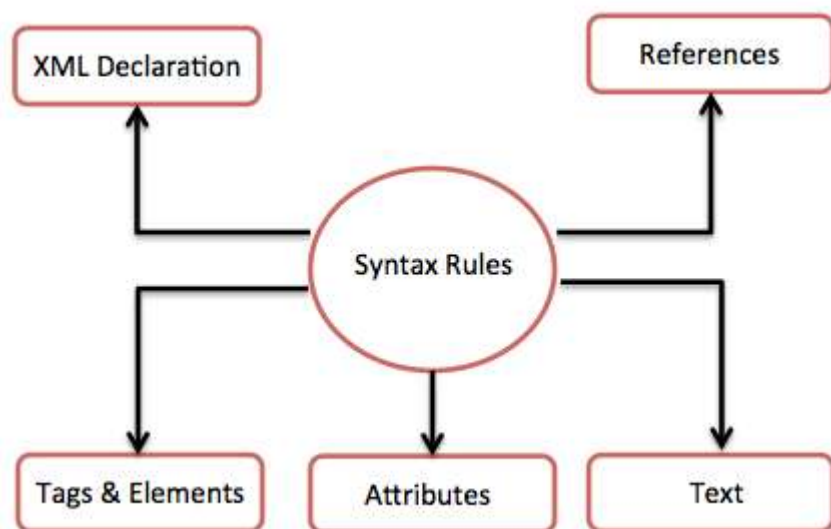 XML Declaration
References
Syntax Rules
Tags & Elements
Attributes
Text